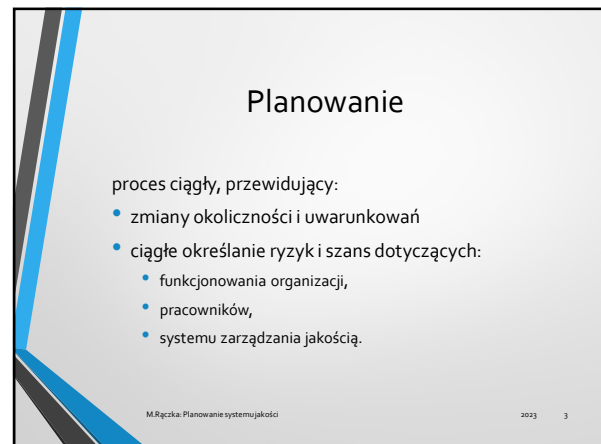 Planowanie
proces ciągły, przewidujący:
• zmiany okoliczności i uwarunkowań
• ciągłe określanie ryzyk i szans dotyczących:
• funkcjonowania organizacji,
• pracowników,
• systemu zarządzania jakością.
M.Rączka: Planowanie systemu jakości 2023 3